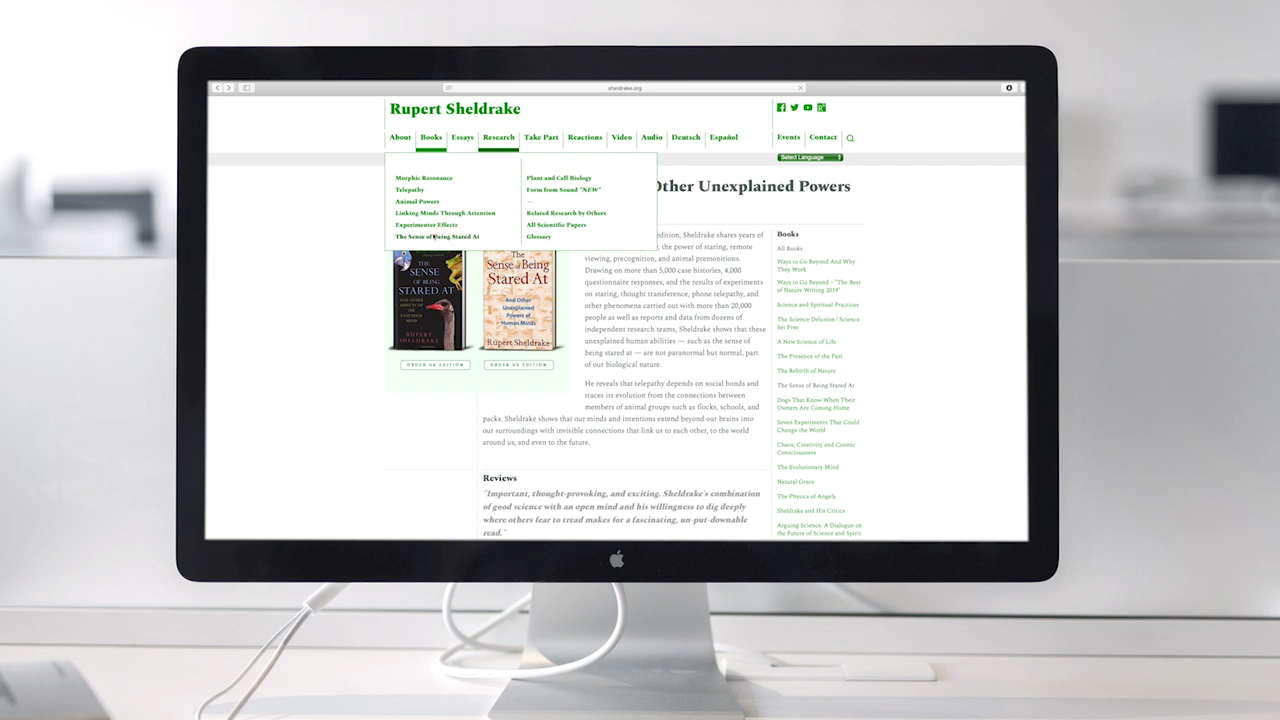 sheldrake.org
Rupert Sheldrake
About
Books
Essays
Research
Take Part
Reactions
Video
Audio
Deutsch
Español
Events
Contact
Select Language
Morphic Resonance
Telepathy
Animal Powers
Linking Minds Through Attention
Experimenter Effects
The Sense of Being Stared At
Plant and Cell Biology
Form from Sound *NEW*
—
Related Research by Others
All Scientific Papers
Glossary
Other Unexplained Powers
THE
SENSE
OF BEING
STARED AT
AND OTHER
ASPECTS OF
THE EXTENDED
MIND
RUPERT
SHELDRAKE
The
Sense of Being
Stared At
And Other
Unexplained
Powers of
Human Minds
Rupert Sheldrake
ORDER UK EDITION
ORDER US EDITION
edition, Sheldrake shares years of
, the power of staring, remote
viewing, precognition, and animal premonitions.
Drawing on more than 5,000 case histories, 4,000
questionnaire responses, and the results of experiments
on staring, thought transference, phone telepathy, and
other phenomena carried out with more than 20,000
people as well as reports and data from dozens of
independent research teams, Sheldrake shows that these
unexplained human abilities — such as the sense of
being stared at — are not paranormal but normal, part
of our biological nature.
He reveals that telepathy depends on social bonds and
traces its evolution from the connections between
members of animal groups such as flocks, schools, and
packs. Sheldrake shows that our minds and intentions extend beyond our brains into
our surroundings with invisible connections that link us to each other, to the world
around us, and even to the future.
Reviews
"Important, thought-provoking, and exciting. Sheldrake's combination
of good science with an open mind and his willingness to dig deeply
where others fear to tread makes for a fascinating, un-put-downable
read."
Books
All Books
Ways to Go Beyond And Why
They Work
Ways to Go Beyond - "The Best
of Nature Writing 2019"
Science and Spiritual Practices
The Science Delusion / Science
Set Free
A New Science of Life
The Presence of the Past
The Rebirth of Nature
The Sense of Being Stared At
Dogs That Know When Their
Owners Are Coming Home
Seven Experiments That Could
Change the World
Chaos, Creativity and Cosmic
Consciousness
The Evolutionary Mind
Natural Grace
The Physics of Angels
Sheldrake and His Critics
Arguing Science: A Dialogue on
the Future of Science and Spirit